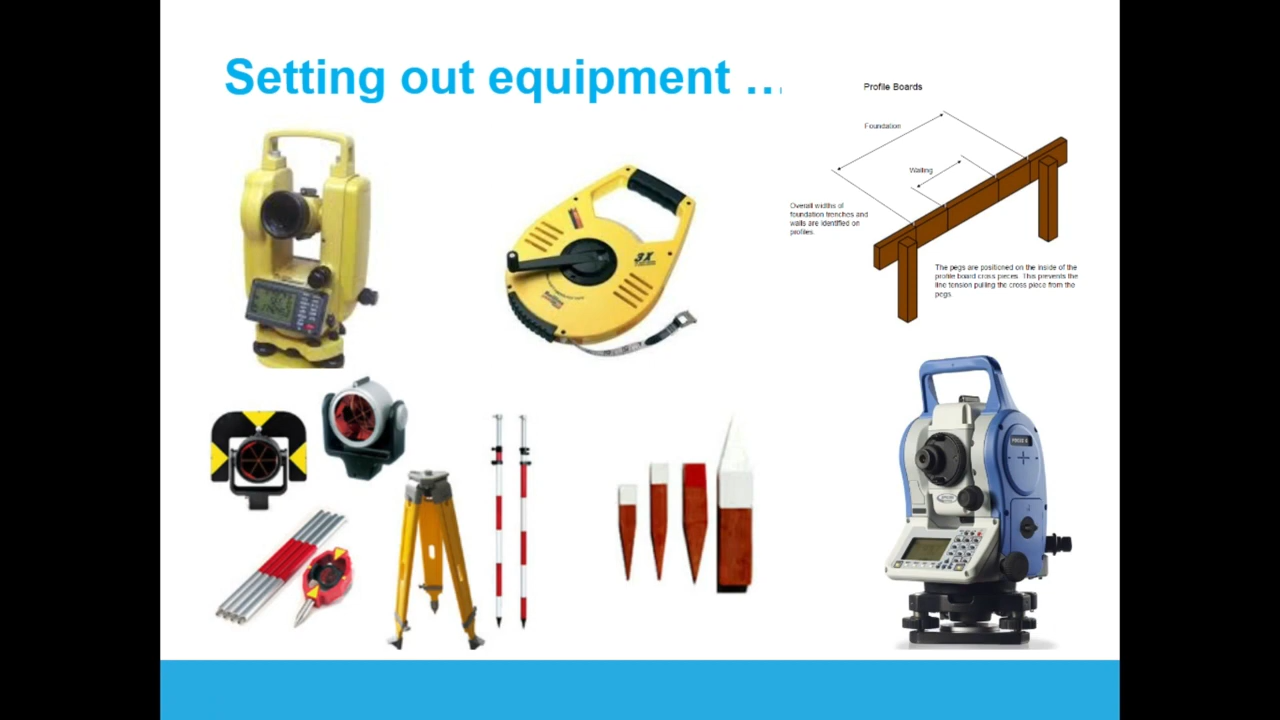 Setting out equipment ...
Profile Boards
Foundation
Walling
Overall widths of
foundation trenches and
walls are identified on
profiles.
The pegs are positioned on the inside of the
profile board cross pieces. This prevents the
line tension pulling the cross piece from the
pegs.
3X